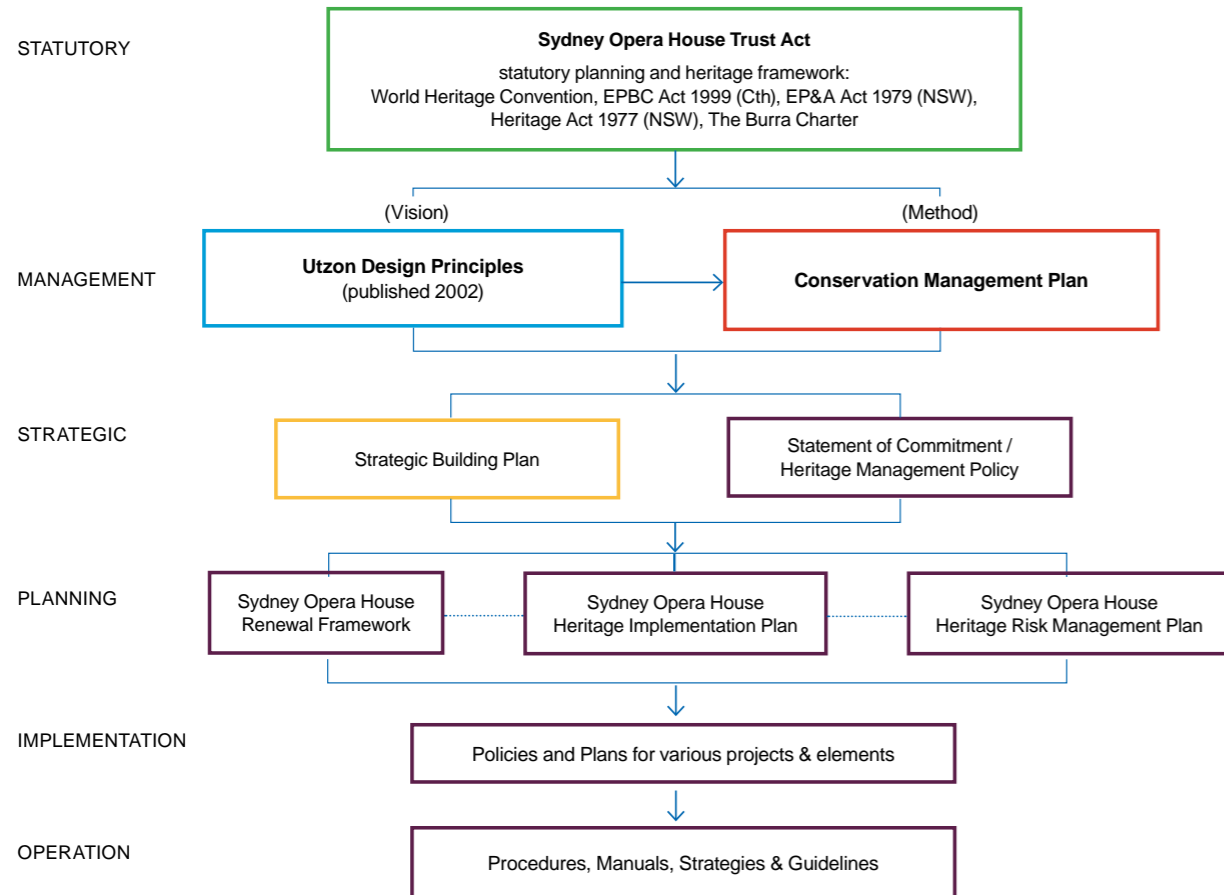 STATUTORY
Sydney Opera House Trust Act
statutory planning and heritage framework:
World Heritage Convention, EPBC Act 1999 (Cth), EP&A Act 1979 (NSW),
Heritage Act 1977 (NSW), The Burra Charter
(Vision)
(Method)
MANAGEMENT
Utzon Design Principles
(published 2002)
Conservation Management Plan
STRATEGIC
Strategic Building Plan
Statement of Commitment /
Heritage Management Policy
PLANNING
Sydney Opera House
Renewal Framework
Sydney Opera House
Heritage Implementation Plan
Sydney Opera House
Heritage Risk Management Plan
IMPLEMENTATION
Policies and Plans for various projects & elements
OPERATION
Procedures, Manuals, Strategies & Guidelines